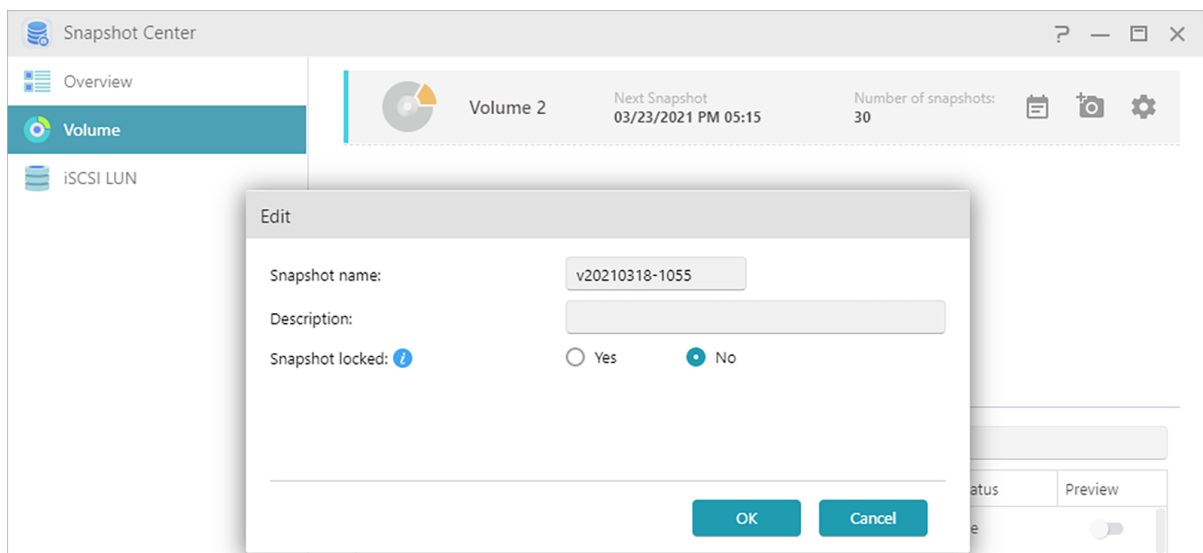 Snapshot Center
Overview
Volume
iSCSI LUN
Volume 2
Next Snapshot
03/23/2021 PM 05:15
Number of snapshots:
30
Edit
Snapshot name:
v20210318-1055
Description:
Snapshot locked:
Yes
No
OK
Cancel
Preview